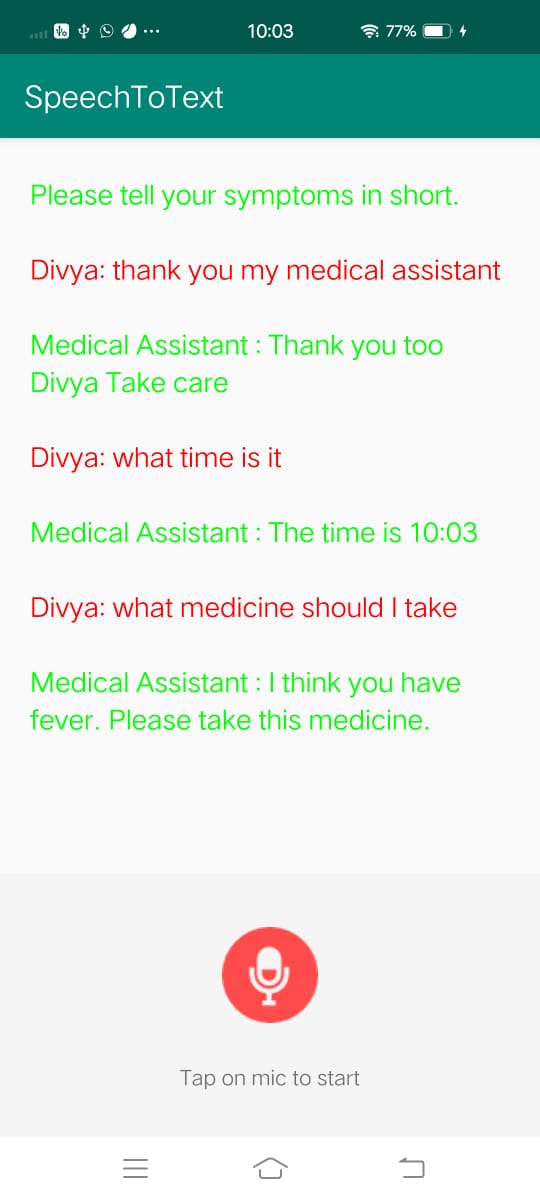 10:03
77%
SpeechToText
Please tell your symptoms in short.
Divya: thank you my medical assistant
Medical Assistant : Thank you too
Divya Take care
Divya: what time is it
Medical Assistant : The time is 10:03
Divya: what medicine should I take
Medical Assistant : I think you have
fever. Please take this medicine.
Tap on mic to start